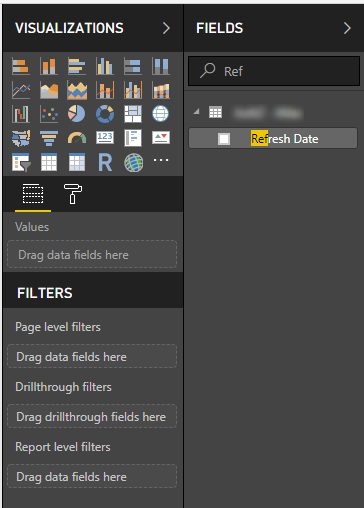 VISUALIZATIONS
FIELDS
Ref
Refresh Date
123
R
Values
Drag data fields here
FILTERS
Page level filters
Drag data fields here
Drillthrough filters
Drag drillthrough fields here
Report level filters
Drag data fields here